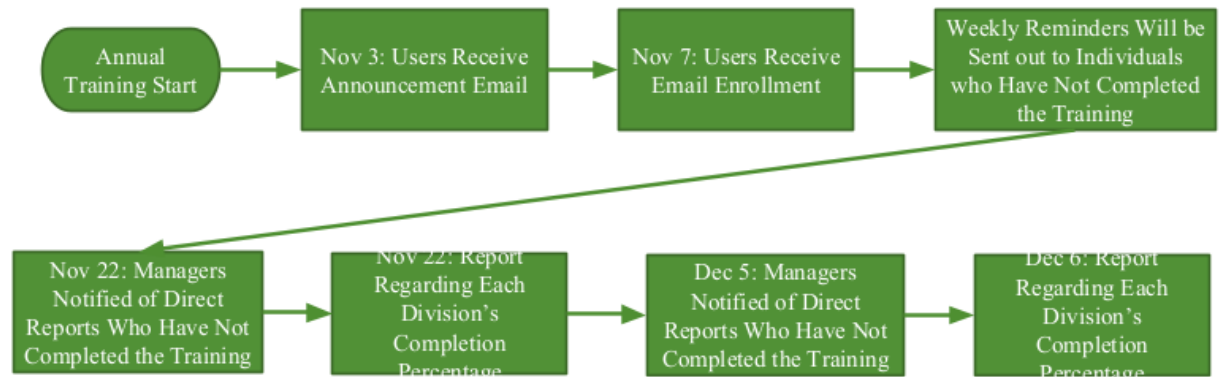 Annual
Training Start
Nov 3: Users Receive
Announcement Email
Nov 7: Users Receive
Email Enrollment
Weekly Reminders Will be
Sent out to Individuals
who Have Not Completed
the Training
Nov 22: Managers
Notified of Direct
Reports Who Have Not
Completed the Training
Nov 22: Report
Regarding Each
Division’s
Completion
Percentage
Dec 5: Managers
Notified of Direct
Reports Who Have Not
Completed the Training
Dec 6: Report
Regarding Each
Division’s
Completion
Percentage